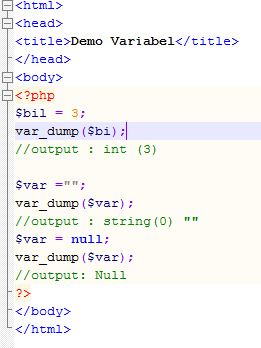 <html>
<head>
<title>Demo Variabel</title>
</head>
<body>
<?php
$bil = 3;
var_dump($bi);
//output : int (3)
$var ="";
var_dump($var);
//output : string(0) ""
$var = null;
var_dump($var);
//output: Null
?>
</body>
</html>